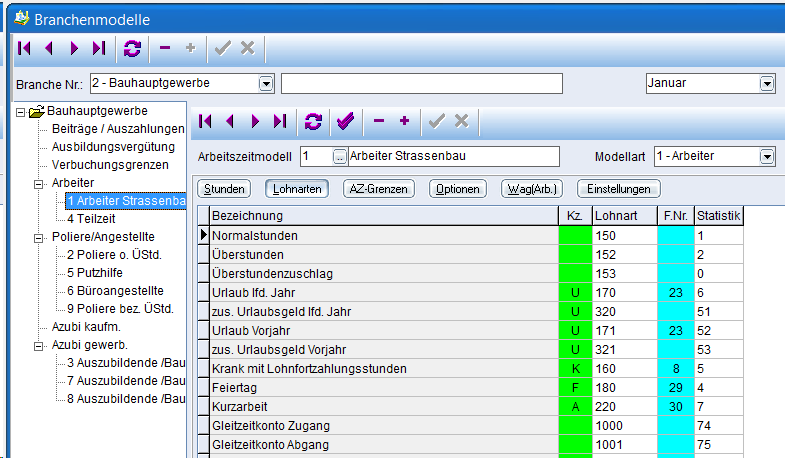 Branchenmodelle
Branche Nr.: 2 - Bauhauptgewerbe Januar
Bauhauptgewerbe
Beiträge / Auszahlungen
Ausbildungsvergütung
Verbuchungsgrenzen
Arbeiter
1 Arbeiter Strassenba
4 Teilzeit
Poliere/Angestellte
2 Poliere o. ÜStd.
5 Putzhilfe
6 Büroangestellte
9 Poliere bez. ÜStd.
Azubi kaufm.
Azubi gewerb.
3 Auszubildende /Bau
7 Auszubildende /Bau
8 Auszubildende /Bau
Arbeitszeitmodell 1 ... Arbeiter Strassenbau Modellart 1 - Arbeiter
Stunden Lohnarten AZ-Grenzen Optionen Wag(Arb.) Einstellungen
Bezeichnung Kz. Lohnart F.Nr. Statistik
Normalstunden 150 1
Überstunden 152 2
Überstundenzuschlag 153 0
Urlaub lfd. Jahr U 170 23 6
zus. Urlaubsgeld lfd. Jahr U 320 51
Urlaub Vorjahr U 171 23 52
zus. Urlaubsgeld Vorjahr U 321 53
Krank mit Lohnfortzahlungsstunden K 160 8 5
Feiertag F 180 29 4
Kurzarbeit A 220 30 7
Gleitzeitkonto Zugang 1000 74
Gleitzeitkonto Abgang 1001 75